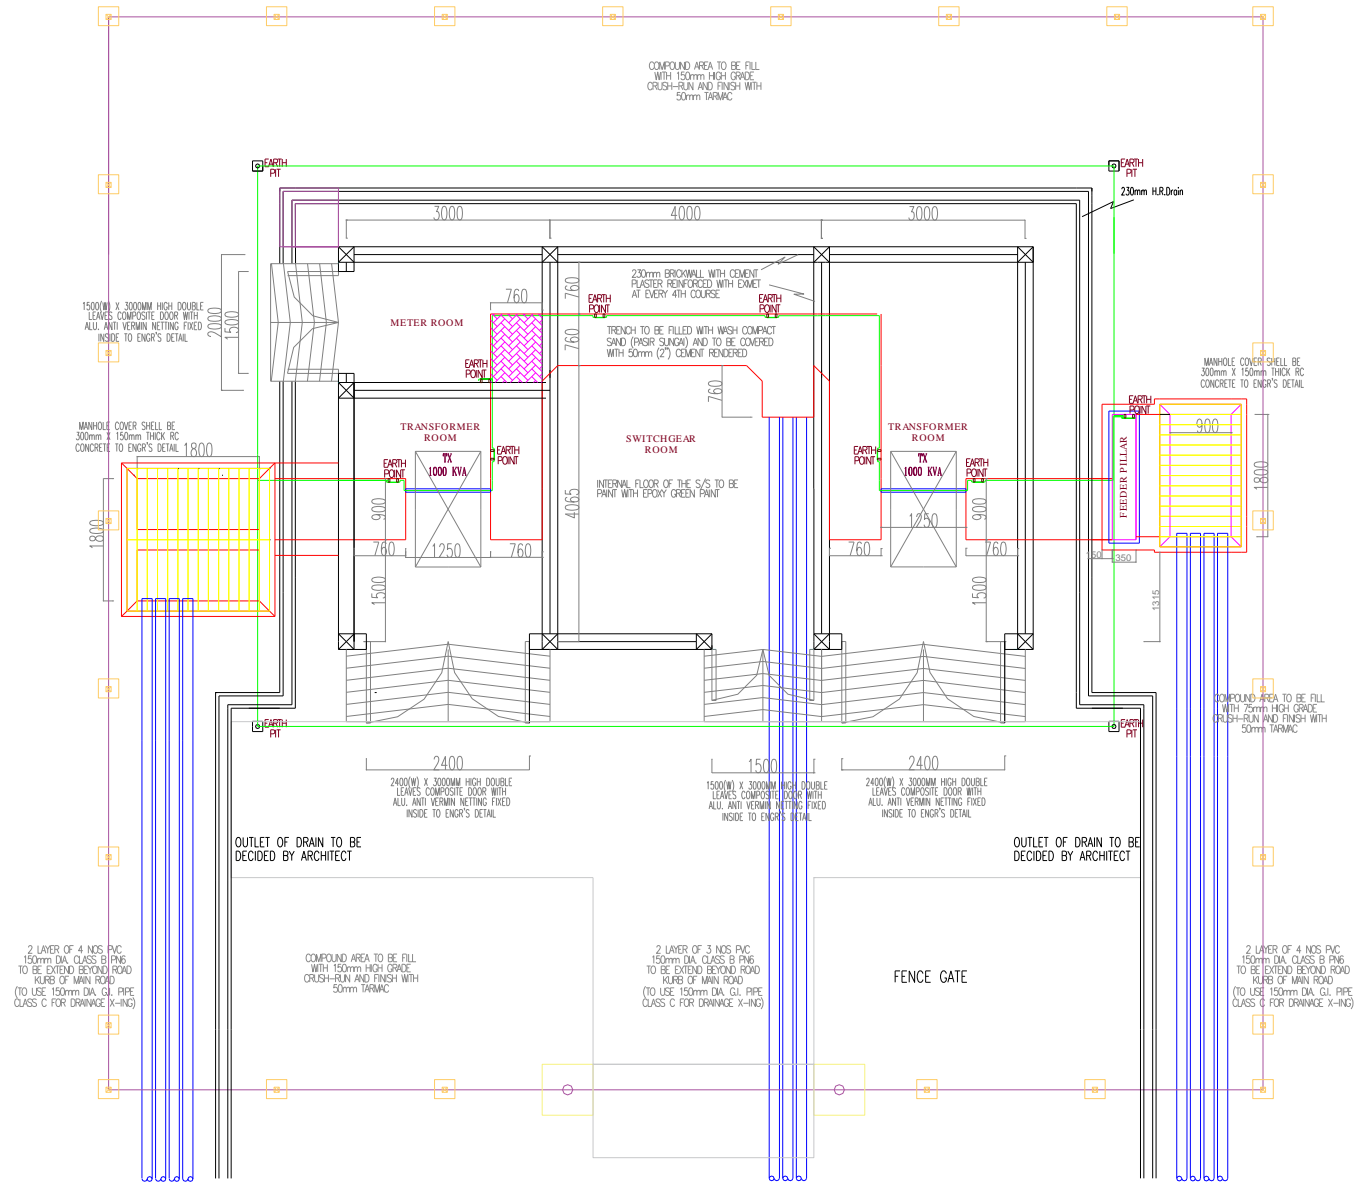 COMPOUND AREA TO BE FILL
WITH 150mm HIGH GRADE
CRUSH-RUN AND FINISH WITH
50mm TARMAC
EARTH
PIT
EARTH
PIT
230mm H.R.Drain
3000
4000
3000
230mm BRICKWALL WITH CEMENT
PLASTER REINFORCED WITH EXMET
AT EVERY 4TH COURSE
760
760
1500(W) X 3000MM HIGH DOUBLE
LEAVES COMPOSITE DOOR WITH
ALU. ANTI VERMIN NETTING FIXED
INSIDE TO ENGR'S DETAIL
2000
1500
METER ROOM
EARTH
POINT
EARTH
POINT
760
TRENCH TO BE FILLED WITH WASH COMPACT
SAND (PASIR SUNGAI) AND TO BE COVERED
WITH 50mm (2") CEMENT RENDERED
EARTH
POINT
760
MANHOLE COVER SHELL BE
300mm X 150mm THICK RC
CONCRETE TO ENGR'S DETAIL
EARTH
POINT
MANHOLE COVER SHELL BE
300mm X 150mm THICK RC
CONCRETE TO ENGR'S DETAIL
1800
TRANSFORMER
ROOM
SWITCHGEAR
ROOM
TRANSFORMER
ROOM
900
FEEDER PILLAR
1800
EARTH
POINT
TX
1000 KVA
EARTH
POINT
EARTH
POINT
TX
1000 KVA
EARTH
POINT
INTERNAL FLOOR OF THE S/S TO BE
PAINT WITH EPOXY GREEN PAINT
1800
900
4065
900
1250
760
1250
760
760
760
350
1500
1500
1315
EARTH
PIT
EARTH
PIT
COMPOUND AREA TO BE FILL
WITH 75mm HIGH GRADE
CRUSH-RUN AND FINISH WITH
50mm TARMAC
2400
1500
2400
2400(W) X 3000MM HIGH DOUBLE
LEAVES COMPOSITE DOOR WITH
ALU. ANTI VERMIN NETTING FIXED
INSIDE TO ENGR'S DETAIL
1500(W) X 3000MM HIGH DOUBLE
LEAVES COMPOSITE DOOR WITH
ALU. ANTI VERMIN NETTING FIXED
INSIDE TO ENGR'S DETAIL
2400(W) X 3000MM HIGH DOUBLE
LEAVES COMPOSITE DOOR WITH
ALU. ANTI VERMIN NETTING FIXED
INSIDE TO ENGR'S DETAIL
OUTLET OF DRAIN TO BE
DECIDED BY ARCHITECT
OUTLET OF DRAIN TO BE
DECIDED BY ARCHITECT
2 LAYER OF 4 NOS PVC
150mm DIA. CLASS B PN6
TO BE EXTEND BEYOND ROAD
KURB OF MAIN ROAD
(TO USE 150mm DIA. G.I. PIPE
CLASS C FOR DRAINAGE X-ING)
COMPOUND AREA TO BE FILL
WITH 150mm HIGH GRADE
CRUSH-RUN AND FINISH WITH
50mm TARMAC
2 LAYER OF 3 NOS PVC
150mm DIA. CLASS B PN6
TO BE EXTEND BEYOND ROAD
KURB OF MAIN ROAD
(TO USE 150mm DIA. G.I. PIPE
CLASS C FOR DRAINAGE X-ING)
FENCE GATE
2 LAYER OF 4 NOS PVC
150mm DIA. CLASS B PN6
TO BE EXTEND BEYOND ROAD
KURB OF MAIN ROAD
(TO USE 150mm DIA. G.I. PIPE
CLASS C FOR DRAINAGE X-ING)